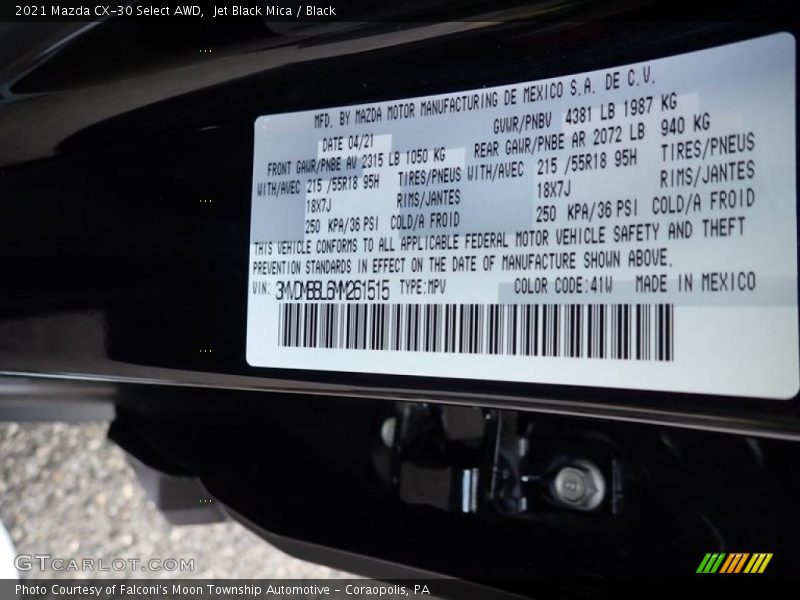 2021 Mazda CX-30 Select AWD, Jet Black Mica / Black
MFD. BY MAZDA MOTOR MANUFACTURING DE MEXICO S.A. DE C.V.
DATE 04/21 GVWR/PNBV 4381 LB 1987 KG
FRONT GAWR/PNBE AV 2315 LB 1050 KG REAR GAWR/PNBE AR 2072 LB 940 KG
WITH/AVEC 215 /55R18 95H TIRES/PNEUS WITH/AVEC 215 /55R18 95H TIRES/PNEUS
18X7J RIMS/JANTES 18X7J RIMS/JANTES
250 KPA/36 PSI COLD/A FROID 250 KPA/36 PSI COLD/A FROID
THIS VEHICLE CONFORMS TO ALL APPLICABLE FEDERAL MOTOR VEHICLE SAFETY AND THEFT
PREVENTION STANDARDS IN EFFECT ON THE DATE OF MANUFACTURE SHOWN ABOVE.
VIN: 3MVDMBBL6MM261515 TYPE:MPV COLOR CODE:41W MADE IN MEXICO
GTCARLOT.COM
Photo Courtesy of Falconi's Moon Township Automotive - Coraopolis, PA